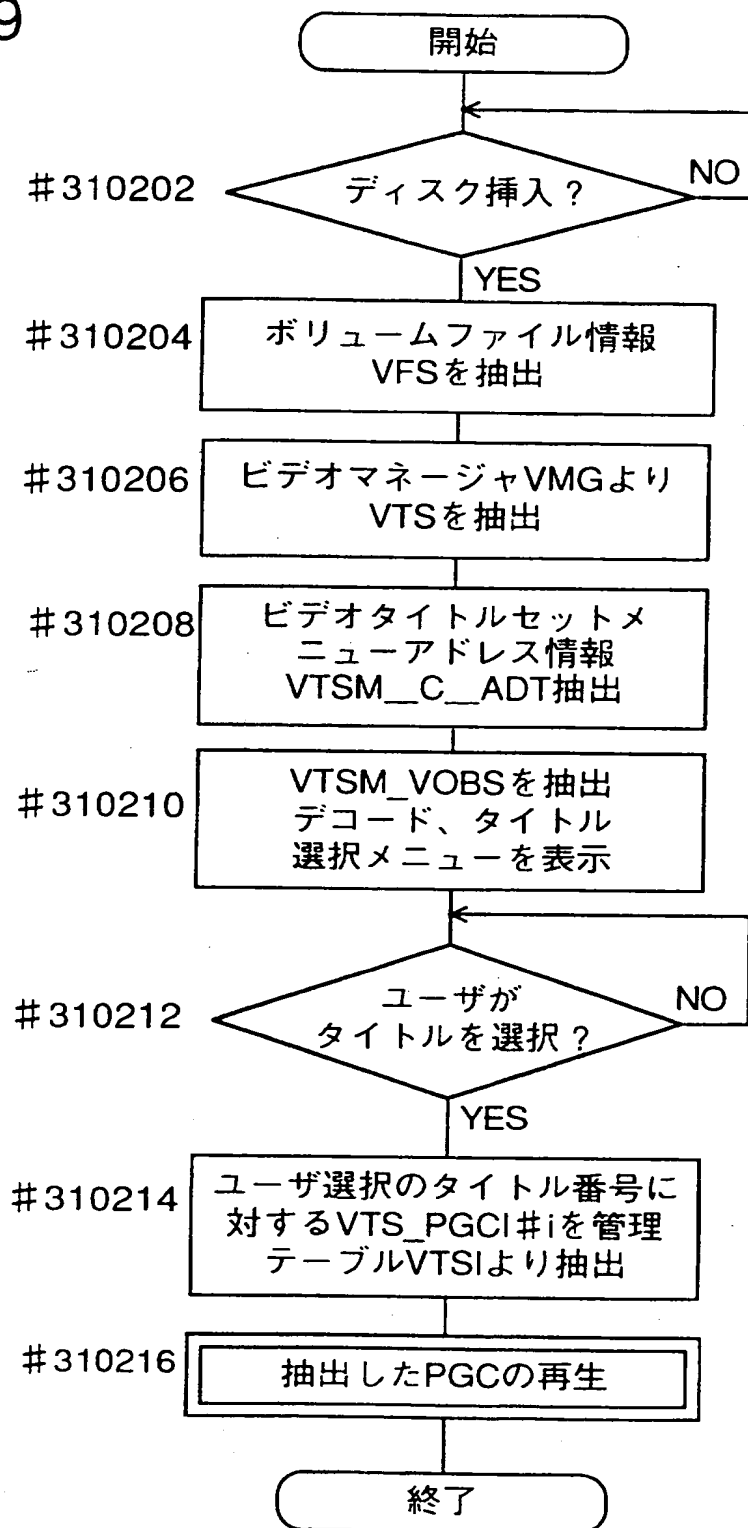 9
開始
#310202
ディスク挿入?
NO
YES
#310204
ボリュームファイル情報
VFSを抽出
#310206
ビデオマネージャVMGより
VTSを抽出
#310208
ビデオタイトルセットメ
ニューアドレス情報
VTSM__C__ADT抽出
#310210
VTSM_VOBSを抽出
デコード、タイトル
選択メニューを表示
#310212
ユーザが
タイトルを選択?
NO
YES
#310214
ユーザ選択のタイトル番号に
対するVTS_PGCI#iを管理
テーブルVTSIより抽出
#310216
抽出したPGCの再生
終了